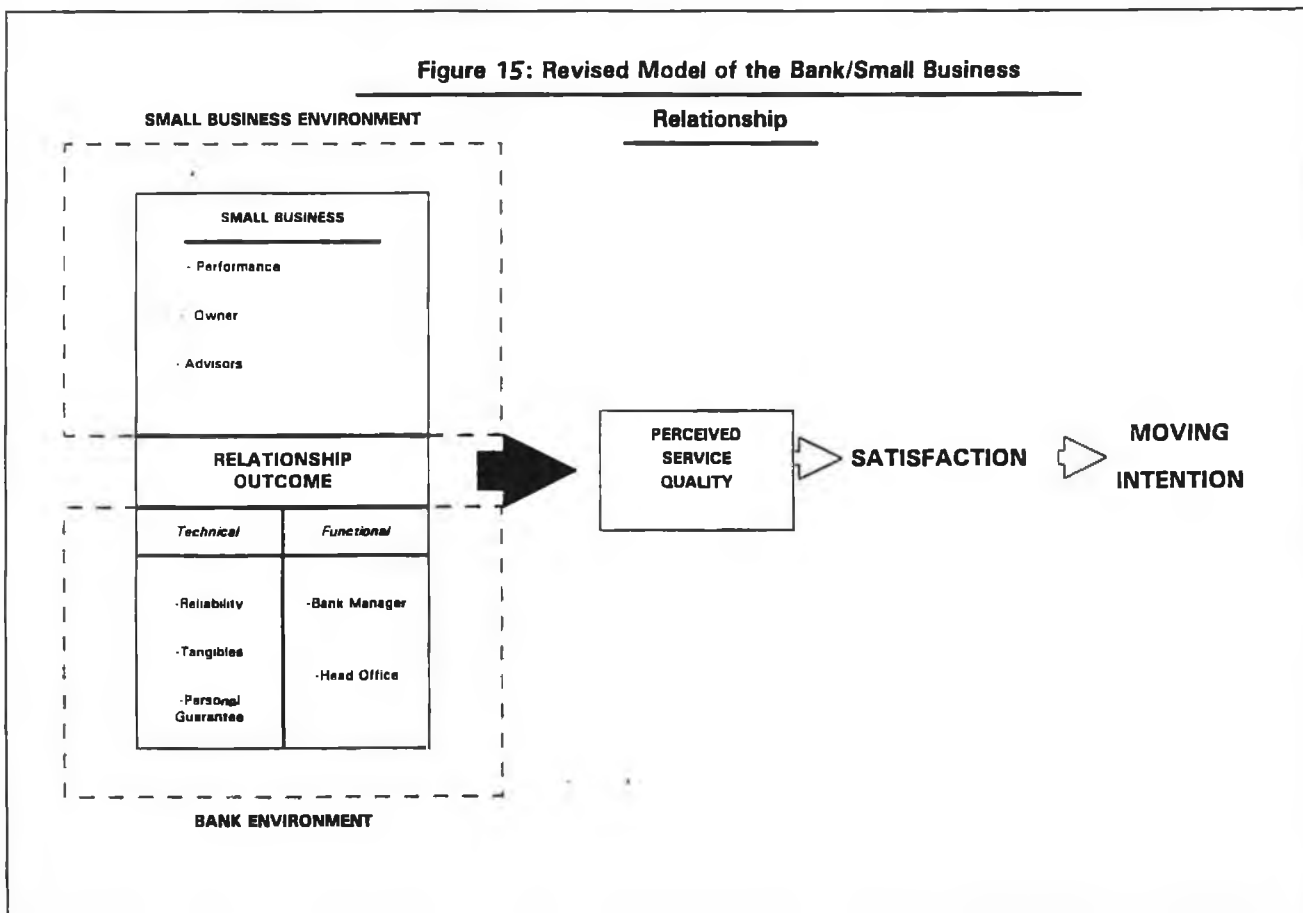 Figure 15: Revised Model of the Bank/Small Business
Relationship
SMALL BUSINESS ENVIRONMENT
SMALL BUSINESS
- Performance
Owner
- Advisors
RELATIONSHIP
OUTCOME
Technical
Functional
-Reliability
-Bank Manager
-Tangibles
-Head Office
-Personal
Guarantee
BANK ENVIRONMENT
PERCEIVED
SERVICE
QUALITY
SATISFACTION
MOVING
INTENTION